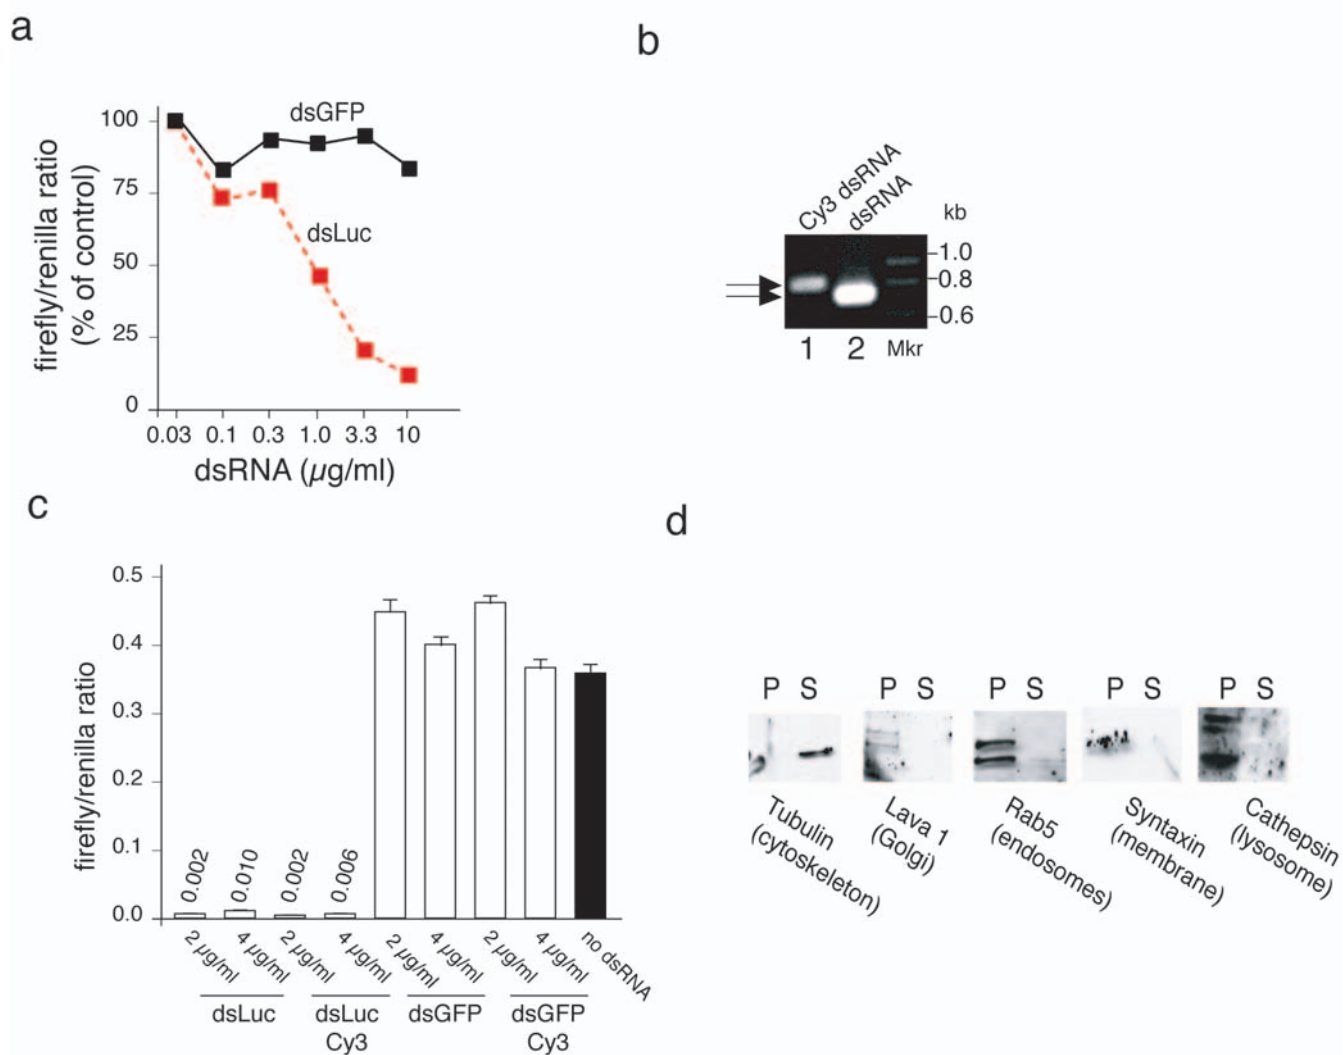 a
firefly/renilla ratio
(% of control)
100
75
50
25
0
dsGFP
dsLuc
0.03 0.1 0.3 1.0 3.3 10
dsRNA (µg/ml)
b
Cy3 dsRNA
dsRNA
kb
1.0
0.8
0.6
1 2 Mkr
c
firefly/renilla ratio
0.5
0.4
0.3
0.2
0.1
0.0
0.002
0.010
0.002
0.006
2 µg/ml
4 µg/ml
2 µg/ml
4 µg/ml
2 µg/ml
4 µg/ml
2 µg/ml
4 µg/ml
no dsRNA
dsLuc
dsLuc
Cy3
dsGFP
dsGFP
Cy3
d
P S
P S
P S
P S
P S
Tubulin
(cytoskeleton)
Lava 1
(Golgi)
Rab5
(endosomes)
Syntaxin
(membrane)
Cathepsin
(lysosome)